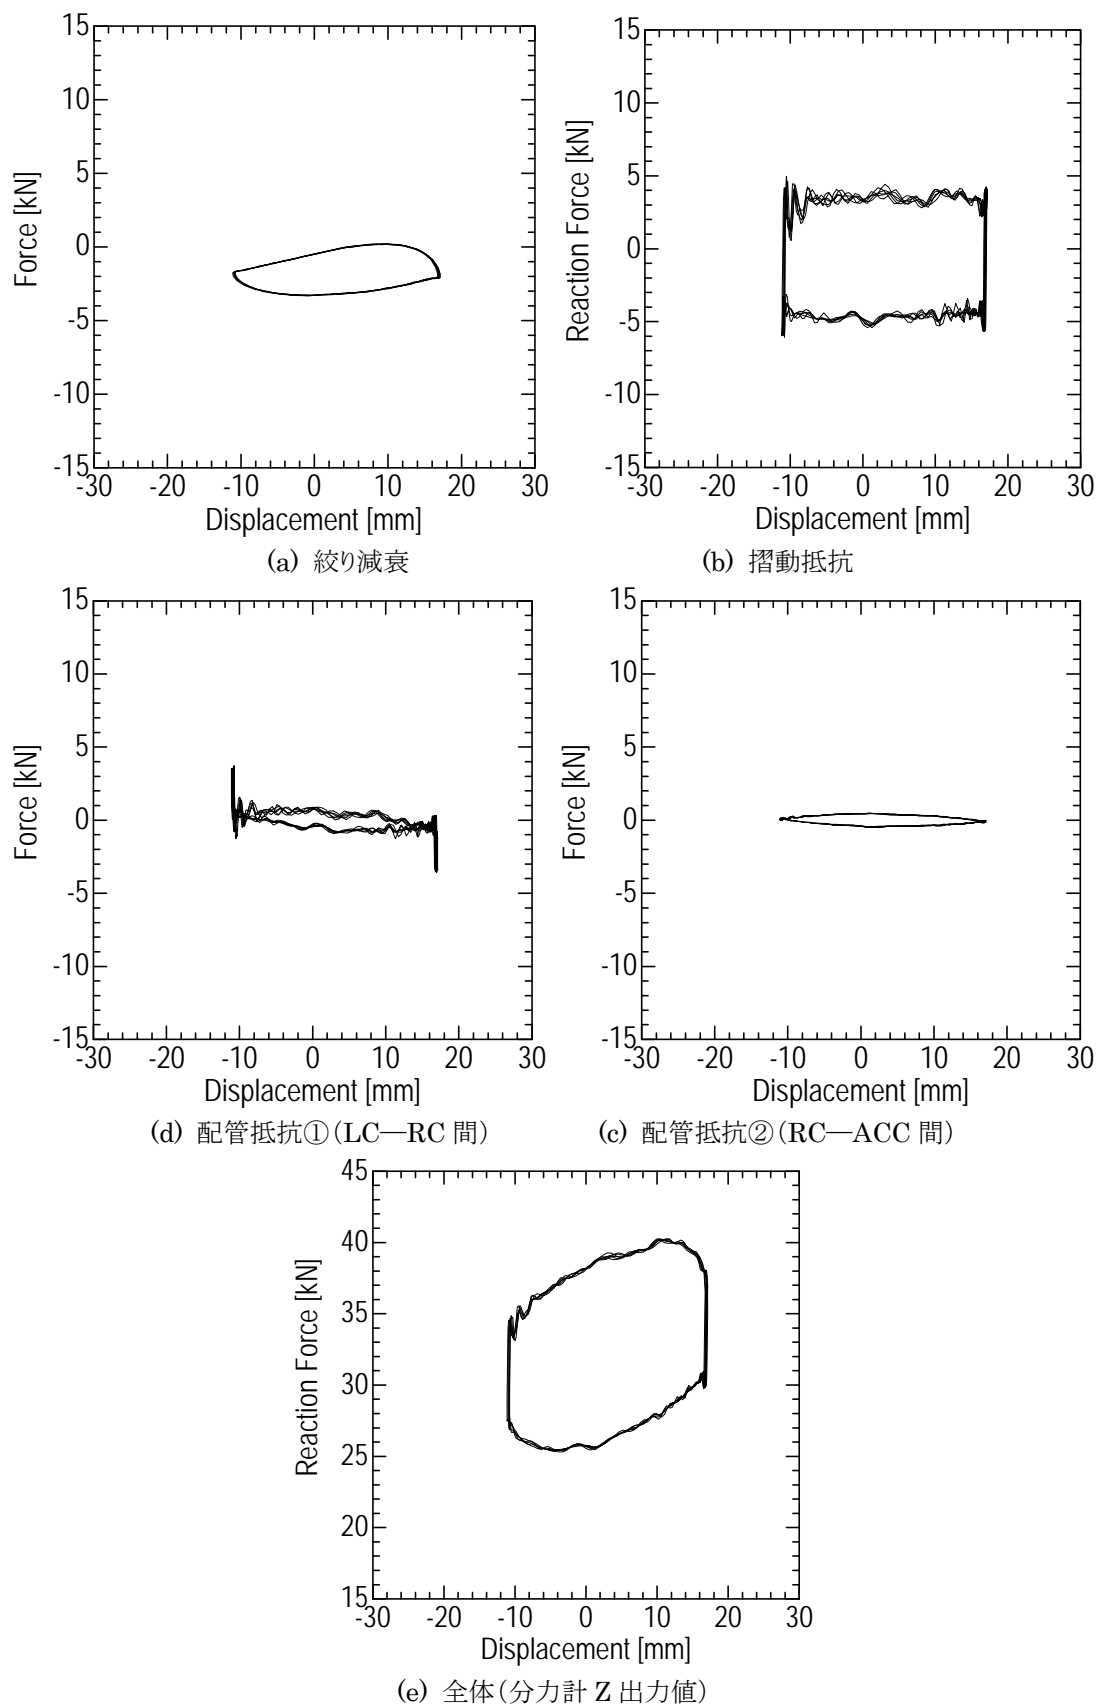 15
10
5
0
-5
-10
-15
-30 -20 -10 0 10 20 30
Force [kN]
Displacement [mm]
(a) 絞り減衰
15
10
5
0
-5
-10
-15
-30 -20 -10 0 10 20 30
Reaction Force [kN]
Displacement [mm]
(b) 摺動抵抗
15
10
5
0
-5
-10
-15
-30 -20 -10 0 10 20 30
Force [kN]
Displacement [mm]
(d) 配管抵抗①(LC—RC 間)
15
10
5
0
-5
-10
-15
-30 -20 -10 0 10 20 30
Force [kN]
Displacement [mm]
(c) 配管抵抗②(RC—ACC 間)
45
40
35
30
25
20
15
-30 -20 -10 0 10 20 30
Reaction Force [kN]
Displacement [mm]
(e) 全体(分力計 Z 出力値)